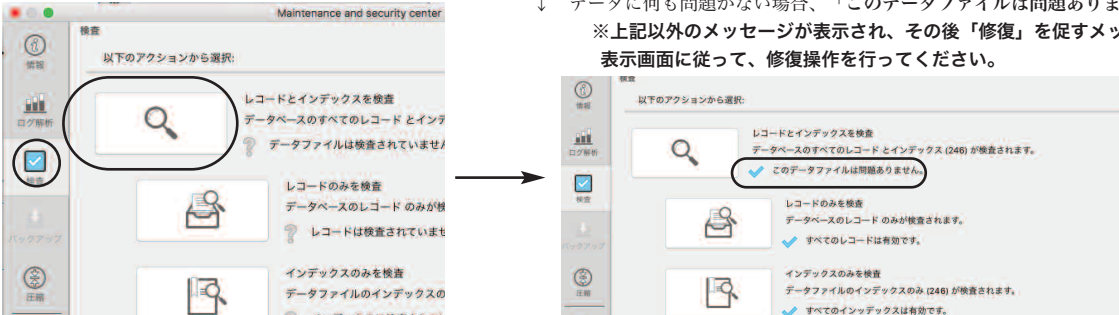 ↓ データに何も問題がない場合、「このデータファイルは問題ありま
※上記以外のメッセージが表示され、その後「修復」を促すメッ
表示画面に従って、修復操作を行ってください。
Maintenance and security center
検査
以下のアクションから選択:
情報
ログ解析
検査
バックアップ
圧縮
レコードとインデックスを検査
データベースのすべてのレコード とインデ
データファイルは検査されていません
レコードのみを検査
データベースのレコード のみが検
レコードは検査されていませ
インデックスのみを検査
データファイルのインデックスの
検査
以下のアクションから選択:
情報
ログ解析
検査
バックアップ
圧縮
レコードとインデックスを検査
データベースのすべてのレコード とインデックス (246) が検査されます。
このデータファイルは問題ありません。
レコードのみを検査
データベースのレコード のみが検査されます。
すべてのレコードは有効です。
インデックスのみを検査
データファイルのインデックスのみ (246) が検査されます。
すべてのインッデックスは有効です。